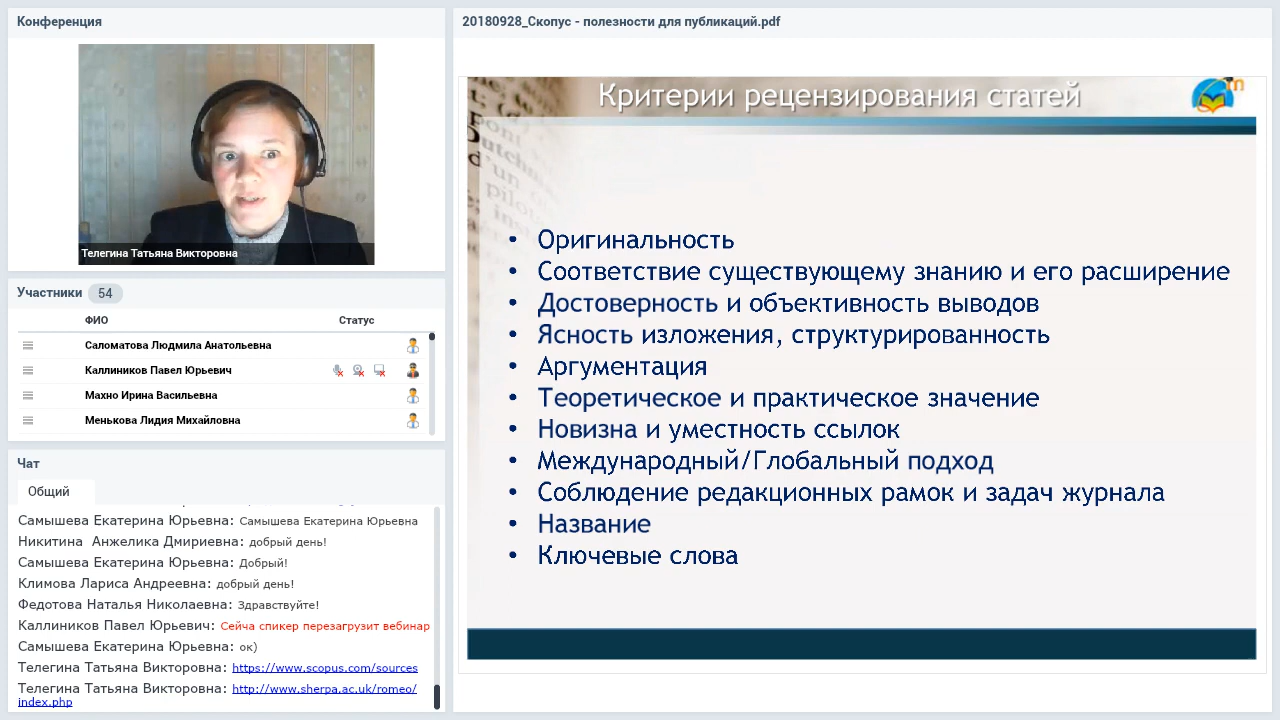 Конференция
Телегина Татьяна Викторовна
Участники 54
ФИО Статус
Саломатова Людмила Анатольевна
Каллиников Павел Юрьевич
Махно Ирина Васильевна
Менькова Лидия Михайловна
Чат
Общий
Самышева Екатерина Юрьевна: Самышева Екатерина Юрьевна
Никитина Анжелика Дмириевна: добрый день!
Самышева Екатерина Юрьевна: Добрый!
Климова Лариса Андреевна: добрый день!
Федотова Наталья Николаевна: Здравствуйте!
Каллиников Павел Юрьевич: Сейча спикер перезагрузит вебинар
Самышева Екатерина Юрьевна: ок)
Телегина Татьяна Викторовна: https://www.scopus.com/sources
Телегина Татьяна Викторовна: http://www.sherpa.ac.uk/romeo/
index.php
20180928_Скопус - полезности для публикаций.pdf
Критерии рецензирования статей
• Оригинальность
• Соответствие существующему знанию и его расширение
• Достоверность и объективность выводов
• Ясность изложения, структурированность
• Аргументация
• Теоретическое и практическое значение
• Новизна и уместность ссылок
• Международный/Глобальный подход
• Соблюдение редакционных рамок и задач журнала
• Название
• Ключевые слова